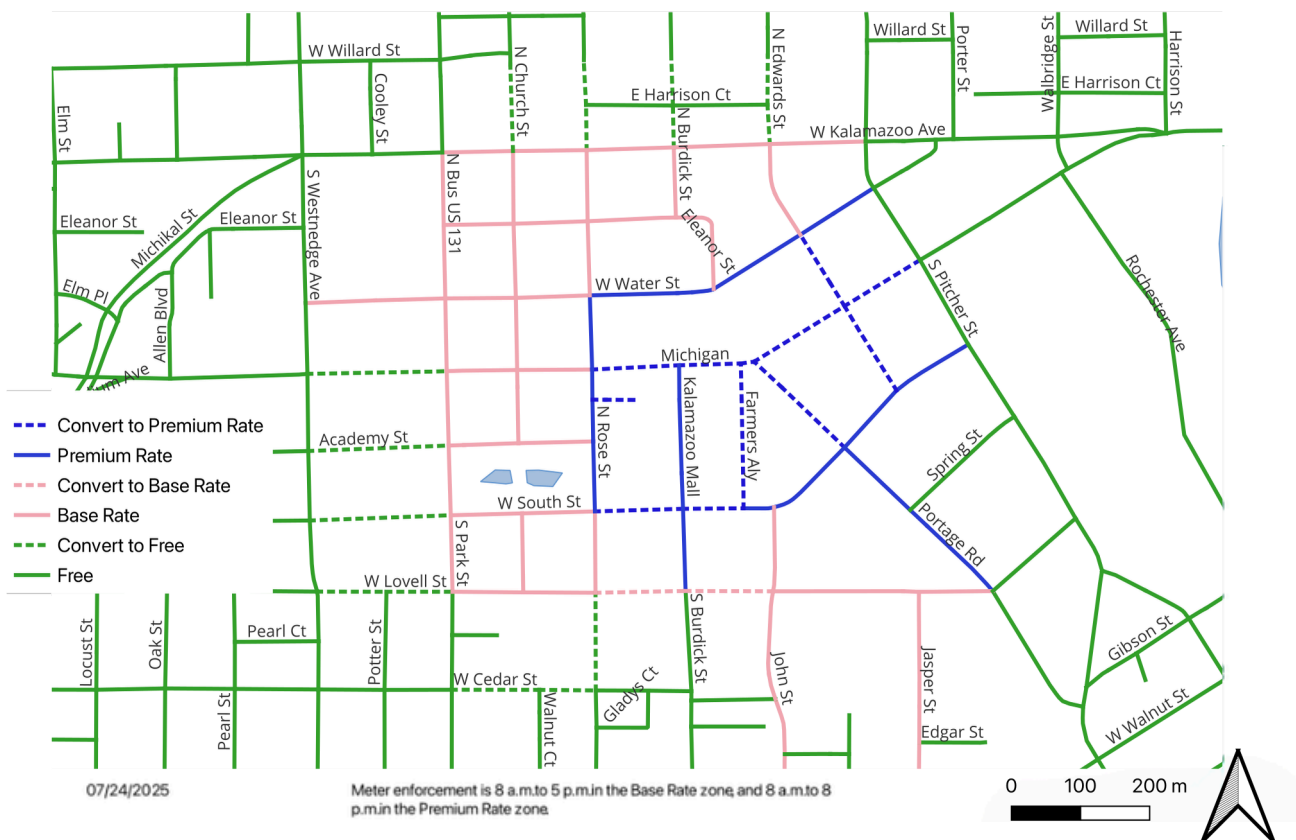 W Willard St
Willard St
Willard St
N Church St
Cooley St
N Edwards St
Porter St
Walbridge St
Harrison St
E Harrison Ct
E Harrison Ct
Elm St
N Burdick St
W Kalamazoo Ave
N Bus US 131
S Westnedge Ave
Eleanor St
Eleanor St
Michikal St
Eleanor St
Elm Pl
Allen Blvd
W Water St
S Pitcher St
Rochester Ave
Michigan
um Ave
Kalamazoo Mall
Farmers Aly
N Rose St
Academy St
Spring St
Convert to Premium Rate
Premium Rate
Convert to Base Rate
Base Rate
Convert to Free
Free
W South St
Portage Rd
S Park St
W Lovell St
S Burdick St
Locust St
Oak St
Pearl Ct
Potter St
Gibson St
John St
Jasper St
W Cedar St
Gladys Ct
Pearl St
Walnut Ct
W Walnut St
Edgar St
07/24/2025
Meter enforcement is 8 a.m.to 5 p.m.in the Base Rate zone, and 8 a.m.to 8
p.m.in the Premium Rate zone.
0 100 200 m